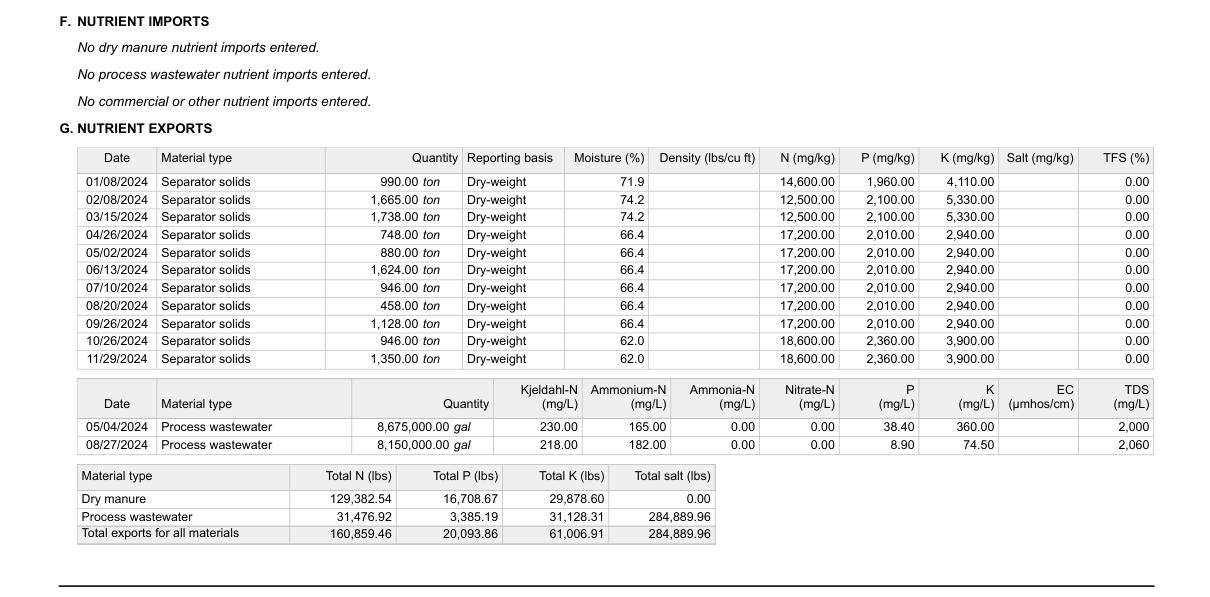 F. NUTRIENT IMPORTS
No dry manure nutrient imports entered.
No process wastewater nutrient imports entered.
No commercial or other nutrient imports entered.
G. NUTRIENT EXPORTS
Date Material type Quantity Reporting basis Moisture (%) Density (lbs/cu ft) N (mg/kg) P (mg/kg) K (mg/kg) Salt (mg/kg) TFS (%)
01/08/2024 Separator solids 990.00 ton Dry-weight 71.9 14,600.00 1,960.00 4,110.00 0.00
02/08/2024 Separator solids 1,665.00 ton Dry-weight 74.2 12,500.00 2,100.00 5,330.00 0.00
03/15/2024 Separator solids 1,738.00 ton Dry-weight 74.2 12,500.00 2,100.00 5,330.00 0.00
04/26/2024 Separator solids 748.00 ton Dry-weight 66.4 17,200.00 2,010.00 2,940.00 0.00
05/02/2024 Separator solids 880.00 ton Dry-weight 66.4 17,200.00 2,010.00 2,940.00 0.00
06/13/2024 Separator solids 1,624.00 ton Dry-weight 66.4 17,200.00 2,010.00 2,940.00 0.00
07/10/2024 Separator solids 946.00 ton Dry-weight 66.4 17,200.00 2,010.00 2,940.00 0.00
08/20/2024 Separator solids 458.00 ton Dry-weight 66.4 17,200.00 2,010.00 2,940.00 0.00
09/26/2024 Separator solids 1,128.00 ton Dry-weight 66.4 17,200.00 2,010.00 2,940.00 0.00
10/26/2024 Separator solids 946.00 ton Dry-weight 62.0 18,600.00 2,360.00 3,900.00 0.00
11/29/2024 Separator solids 1,350.00 ton Dry-weight 62.0 18,600.00 2,360.00 3,900.00 0.00
Kjeldahl-N Ammonium-N Ammonia-N Nitrate-N P K EC TDS
Date Material type Quantity (mg/L) (mg/L) (mg/L) (mg/L) (mg/L) (mg/L) (µmhos/cm) (mg/L)
05/04/2024 Process wastewater 8,675,000.00 gal 230.00 165.00 0.00 0.00 38.40 360.00 2,000
08/27/2024 Process wastewater 8,150,000.00 gal 218.00 182.00 0.00 0.00 8.90 74.50 2,060
Material type Total N (lbs) Total P (lbs) Total K (lbs) Total salt (lbs)
Dry manure 129,382.54 16,708.67 29,878.60 0.00
Process wastewater 31,476.92 3,385.19 31,128.31 284,889.96
Total exports for all materials 160,859.46 20,093.86 61,006.91 284,889.96